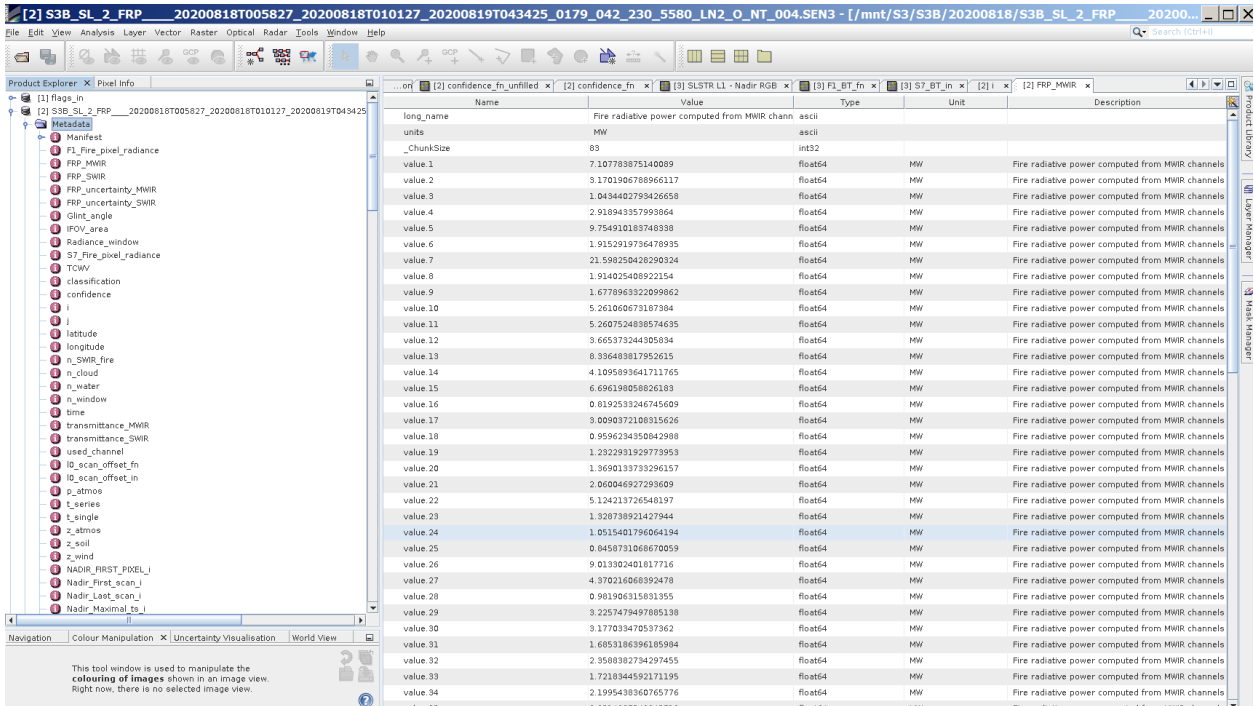 [2] S3B_SL_2_FRP____20200818T005827_20200818T010127_20200819T043425_0179_042_230_5580_LN2_O_NT_004.SEN3 - [/mnt/S3/S3B/20200818/S3B_SL_2_FRP____20200...
File Edit View Analysis Layer Vector Raster Optical Radar Tools Window Help
Search (Ctrl+I)
GCP GCP
Product Explorer X Pixel Info
...on [2] confidence_fn_unfilled x [2] confidence_fn x [3] SLSTR L1 - Nadir RGB x [3] F1_BT_fn x [3] S7_BT_in x [2] i x [2] FRP_MWIR x
[1] flags_in
[2] S3B_SL_2_FRP____20200818T005827_20200818T010127_20200819T043425
Metadata
Manifest
F1_Fire_pixel_radiance
FRP_MWIR
FRP_SWIR
FRP_uncertainty_MWIR
FRP_uncertainty_SWIR
Glint_angle
IFOV_area
Radiance_window
S7_Fire_pixel_radiance
TCWV
classification
confidence
i
j
latitude
longitude
n_SWIR_fire
n_cloud
n_water
n_window
time
transmittance_MWIR
transmittance_SWIR
used_channel
l0_scan_offset_fn
l0_scan_offset_in
p_atmos
t_series
t_single
z_atmos
z_soil
z_wind
NADIR_FIRST_PIXEL_i
Nadir_First_scan_i
Nadir_Last_scan_i
Nadir_Maximal_ts_i
Navigation Colour Manipulation X Uncertainty Visualisation World View
This tool window is used to manipulate the
colouring of images shown in an image view.
Right now, there is no selected image view.
Name Value Type Unit Description
long_name Fire radiative power computed from MWIR chann ascii
units MW ascii
_ChunkSize 83 int32
value.1 7.107783875140089 float64 MW Fire radiative power computed from MWIR channels
value.2 3.1701906788966117 float64 MW Fire radiative power computed from MWIR channels
value.3 1.0434402793426658 float64 MW Fire radiative power computed from MWIR channels
value.4 2.918943357993864 float64 MW Fire radiative power computed from MWIR channels
value.5 9.754910183748338 float64 MW Fire radiative power computed from MWIR channels
value.6 1.9152919736478935 float64 MW Fire radiative power computed from MWIR channels
value.7 21.598250428290324 float64 MW Fire radiative power computed from MWIR channels
value.8 1.914025408922154 float64 MW Fire radiative power computed from MWIR channels
value.9 1.6778963322099862 float64 MW Fire radiative power computed from MWIR channels
value.10 5.261060673187384 float64 MW Fire radiative power computed from MWIR channels
value.11 5.2607524838574635 float64 MW Fire radiative power computed from MWIR channels
value.12 3.665373244305834 float64 MW Fire radiative power computed from MWIR channels
value.13 8.336483817952615 float64 MW Fire radiative power computed from MWIR channels
value.14 4.1095893641711765 float64 MW Fire radiative power computed from MWIR channels
value.15 6.696198058826183 float64 MW Fire radiative power computed from MWIR channels
value.16 0.8192533246745609 float64 MW Fire radiative power computed from MWIR channels
value.17 3.0090372108315626 float64 MW Fire radiative power computed from MWIR channels
value.18 0.95962343508429​88 float64 MW Fire radiative power computed from MWIR channels
value.19 1.2322931929773953 float64 MW Fire radiative power computed from MWIR channels
value.20 1.3690133733296157 float64 MW Fire radiative power computed from MWIR channels
value.21 2.060046927293609 float64 MW Fire radiative power computed from MWIR channels
value.22 5.124213726548197 float64 MW Fire radiative power computed from MWIR channels
value.23 1.328738921427944 float64 MW Fire radiative power computed from MWIR channels
value.24 1.0515401796064194 float64 MW Fire radiative power computed from MWIR channels
value.25 0.8458731068670059 float64 MW Fire radiative power computed from MWIR channels
value.26 9.013302401817716 float64 MW Fire radiative power computed from MWIR channels
value.27 4.370216068392478 float64 MW Fire radiative power computed from MWIR channels
value.28 0.981906315831355 float64 MW Fire radiative power computed from MWIR channels
value.29 3.2257479497885138 float64 MW Fire radiative power computed from MWIR channels
value.30 3.177033470537362 float64 MW Fire radiative power computed from MWIR channels
value.31 1.6853186396185984 float64 MW Fire radiative power computed from MWIR channels
value.32 2.3588382734297455 float64 MW Fire radiative power computed from MWIR channels
value.33 1.7218344592171195 float64 MW Fire radiative power computed from MWIR channels
value.34 2.1995438360765776 float64 MW Fire radiative power computed from MWIR channels
Product Library
Layer Manager
Mask Manager